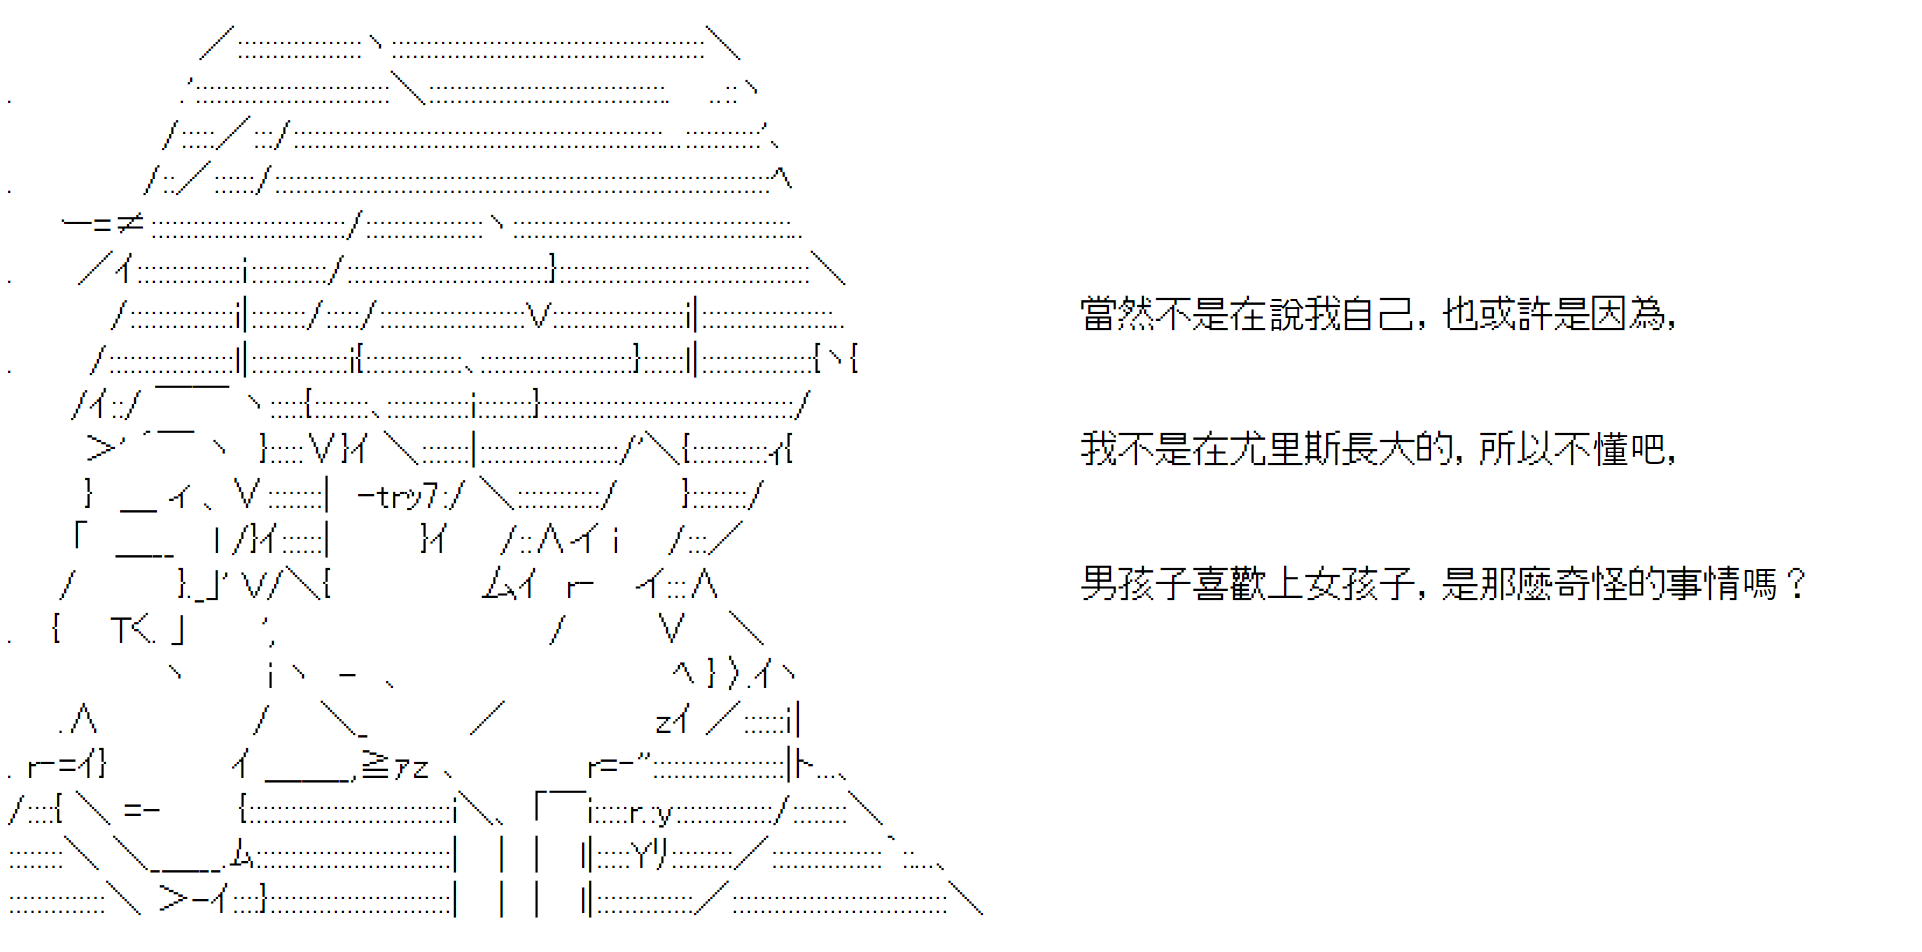 當然不是在說我自己，也或許是因為，
我不是在尤里斯長大的，所以不懂吧，
男孩子喜歡上女孩子，是那麼奇怪的事情嗎？